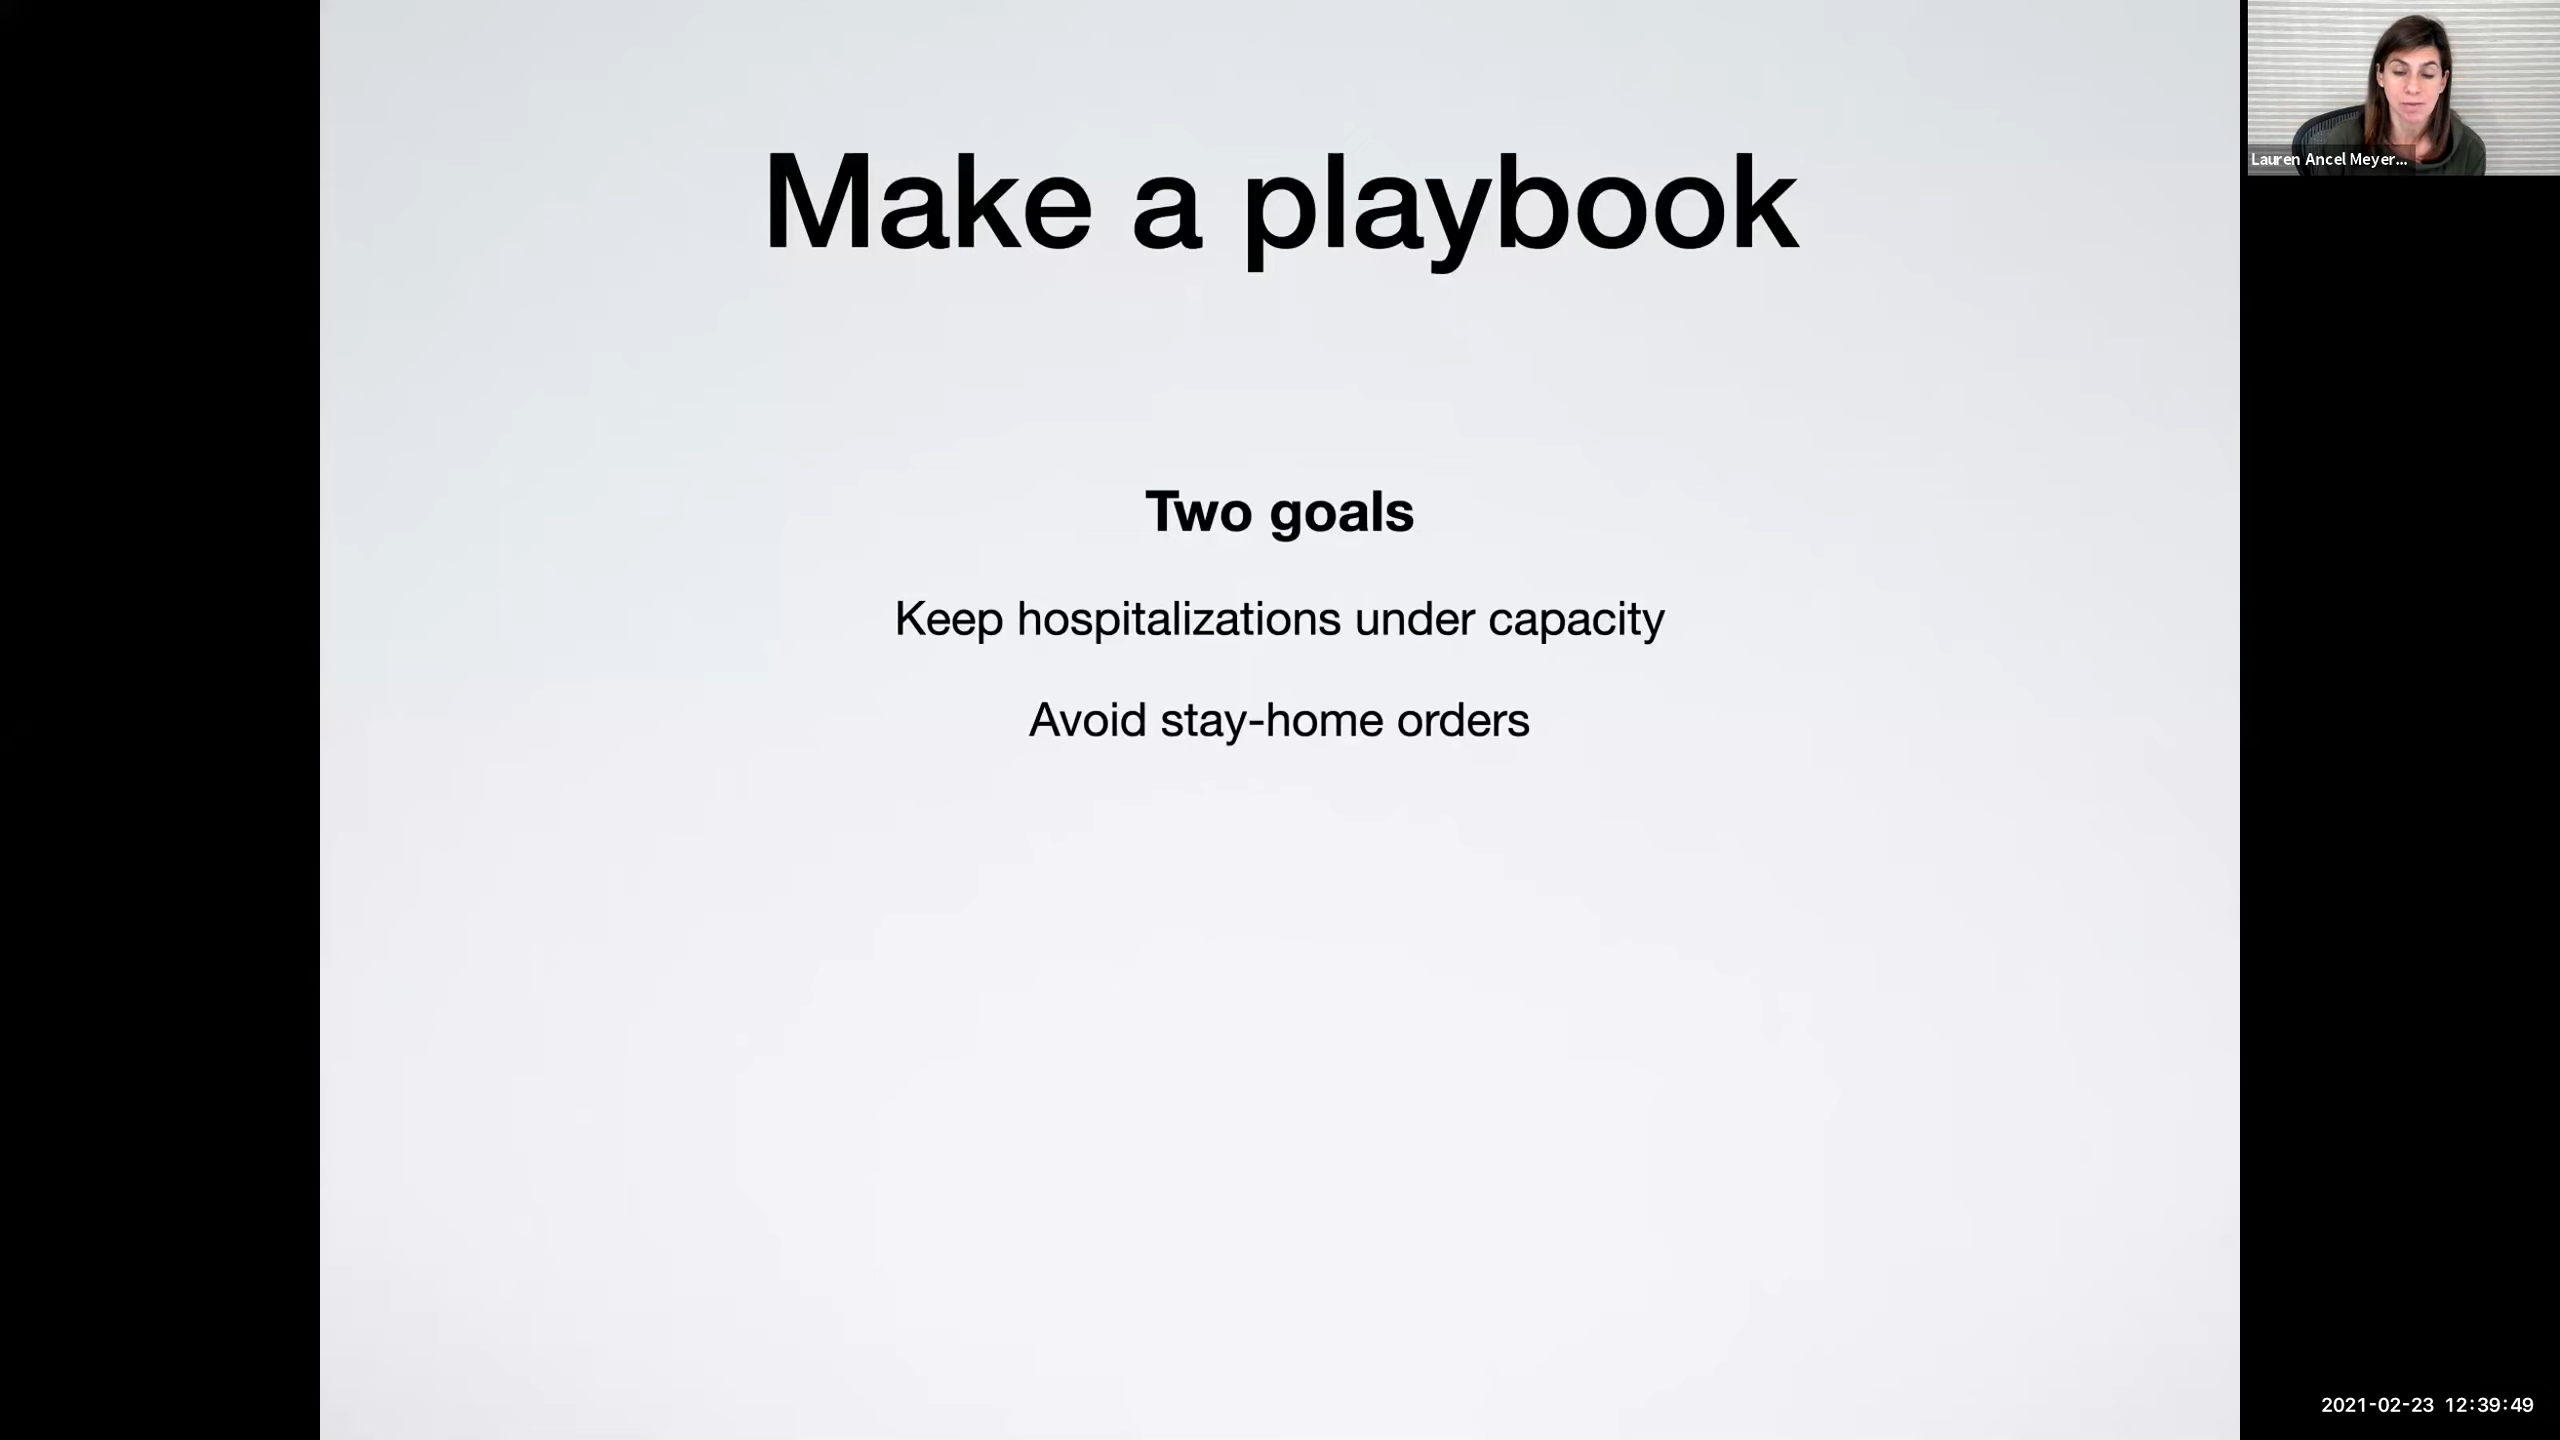 Make a playbook
Two goals
Keep hospitalizations under capacity
Avoid stay-home orders
Lauren Ancel Meyer...
2021-02-23 12:39:49